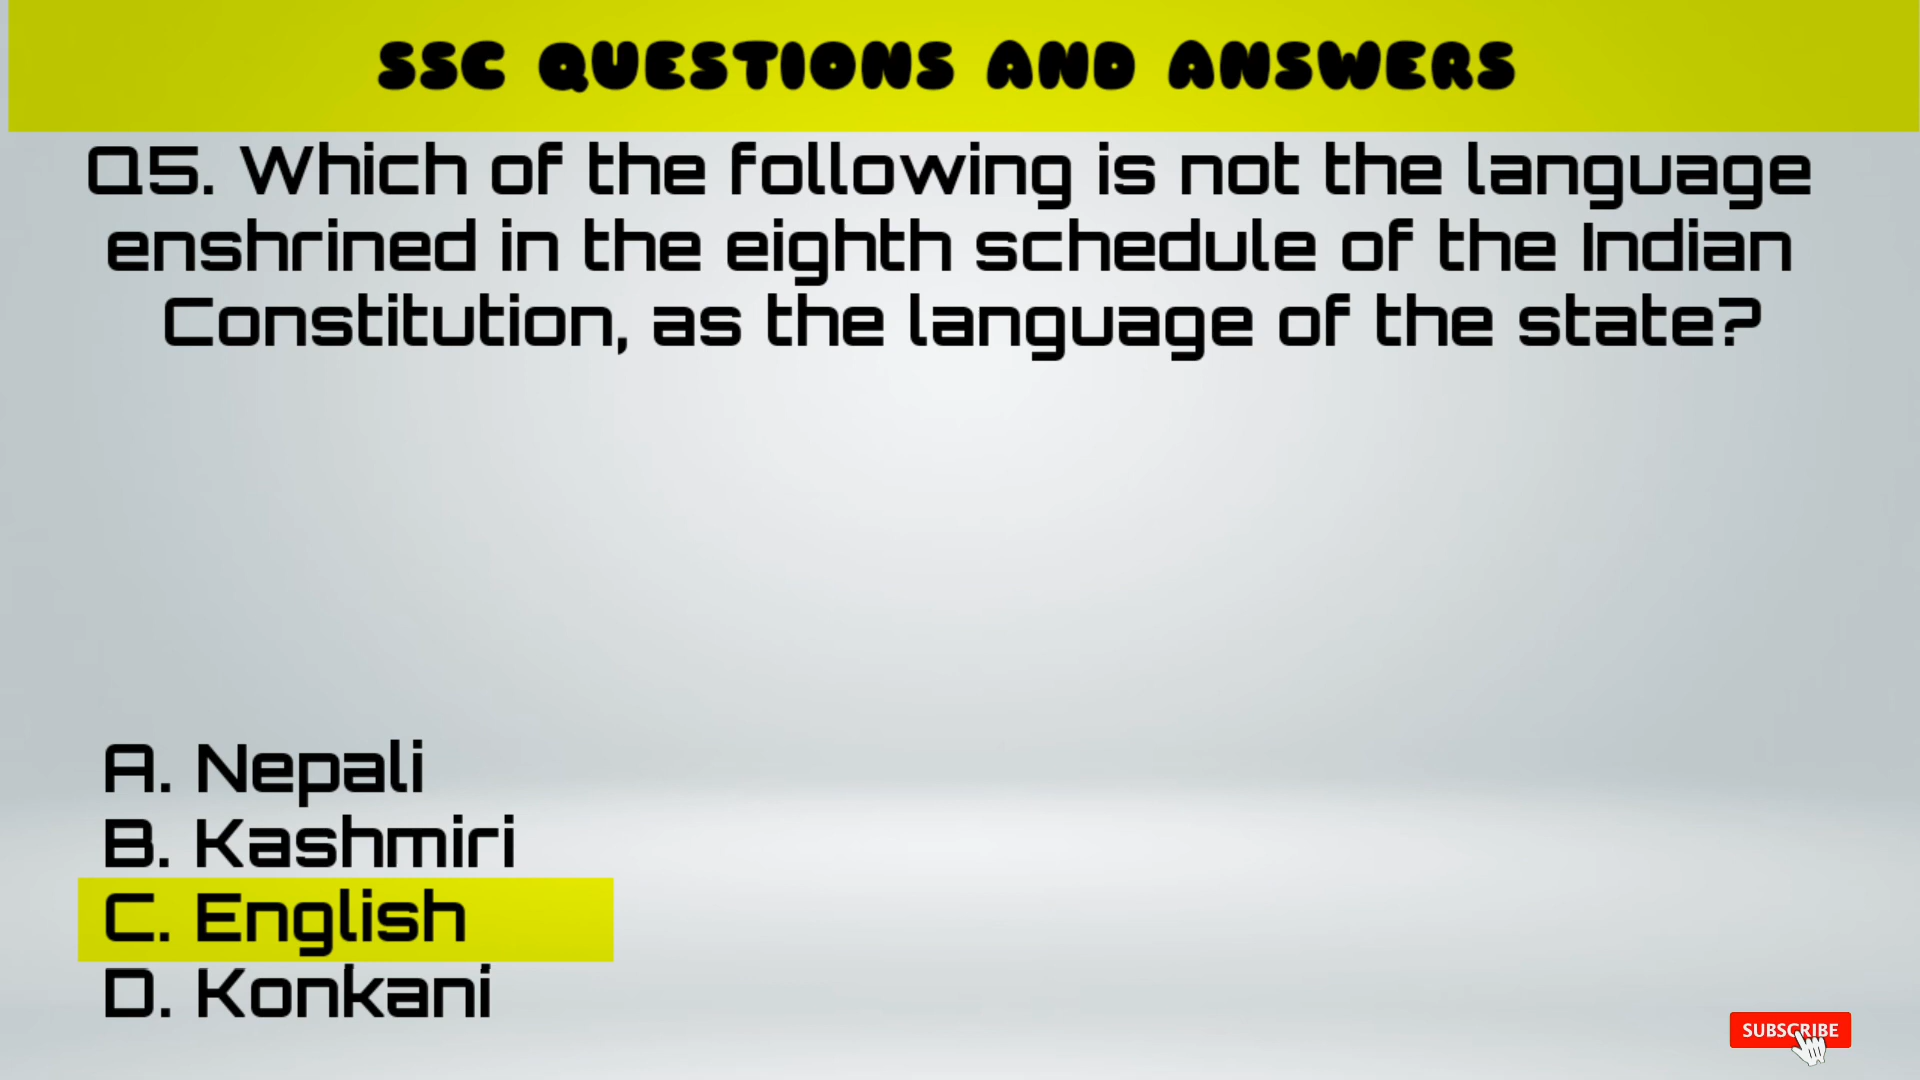 SSC QUESTIONS AND ANSWERS
Q5. Which of the following is not the language
enshrined in the eighth schedule of the Indian
Constitution, as the language of the state?
A. Nepali
B. Kashmiri
C. English
D. Konkani
SUBSCRIBE